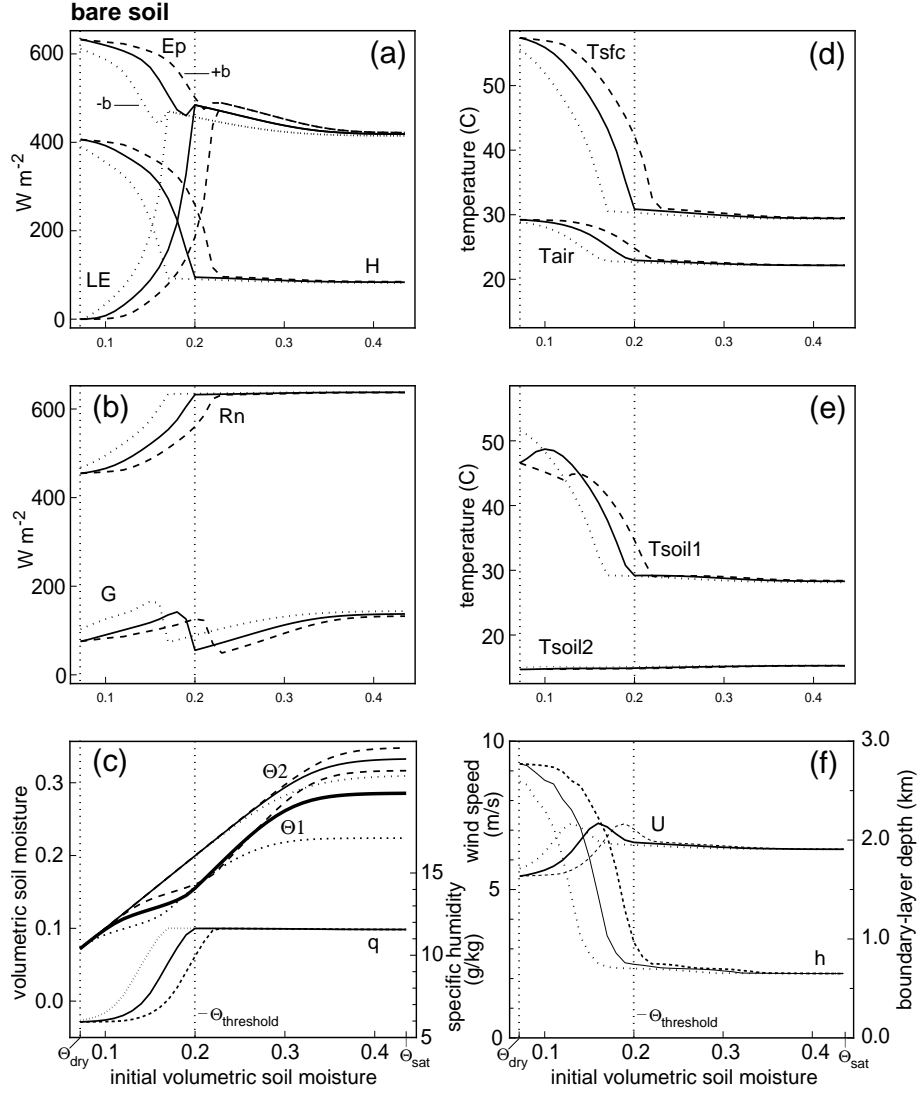 bare soil
(a)
Ep
+b
-b
LE
H
W m-2
600
400
200
0
0.1
0.2
0.3
0.4
(d)
Tsfc
Tair
temperature (C)
50
40
30
20
0.1
0.2
0.3
0.4
(b)
Rn
G
W m-2
600
400
200
0
0.1
0.2
0.3
0.4
(e)
Tsoil1
Tsoil2
temperature (C)
50
40
30
20
0.1
0.2
0.3
0.4
(c)
Θ2
Θ1
q
Θthreshold
volumetric soil moisture
0.3
0.2
0.1
0.0
specific humidity
(g/kg)
15
10
5
Θdry
0.1
0.2
0.3
0.4
Θsat
initial volumetric soil moisture
(f)
U
h
Θthreshold
wind speed
(m/s)
10
5
0
boundary-layer depth (km)
3.0
2.0
1.0
0.0
Θdry
0.1
0.2
0.3
0.4
Θsat
initial volumetric soil moisture